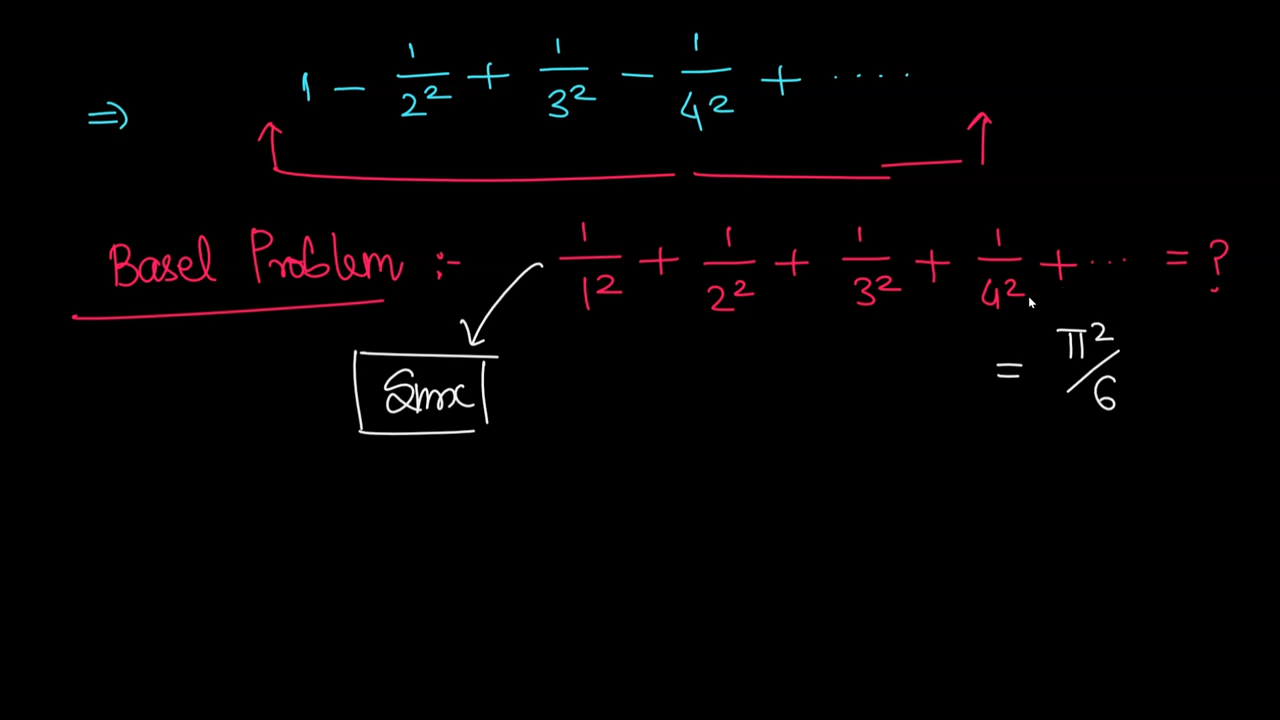 ⇒ 1 - 1/2² + 1/3² - 1/4² + ....
Basel Problem :- 1/1² + 1/2² + 1/3² + 1/4² + ... = ?
= π²/6
Sinx